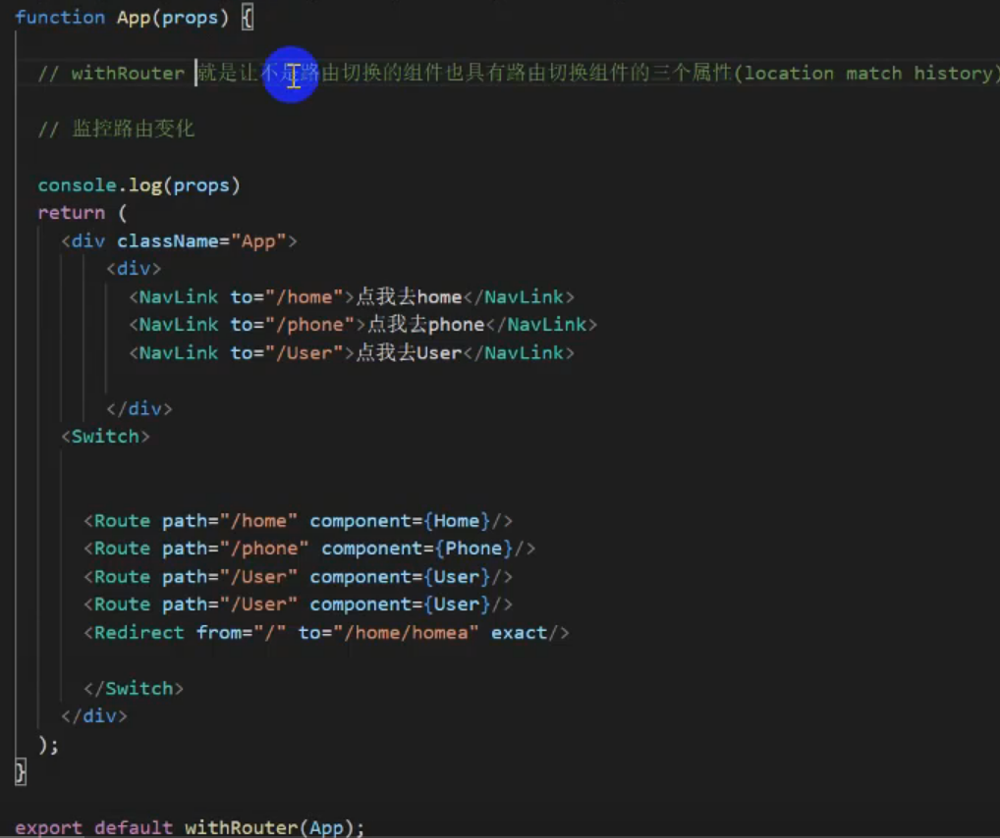 function App(props) {
// withRouter 就是让不是路由切换的组件也具有路由切换组件的三个属性(location match history)
// 监控路由变化
console.log(props)
return (
<div className="App">
<div>
<NavLink to="/home">点我去home</NavLink>
<NavLink to="/phone">点我去phone</NavLink>
<NavLink to="/User">点我去User</NavLink>
</div>
<Switch>
<Route path="/home" component={Home}/>
<Route path="/phone" component={Phone}/>
<Route path="/User" component={User}/>
<Route path="/User" component={User}/>
<Redirect from="/" to="/home/homea" exact/>
</Switch>
</div>
);
}
export default withRouter(App);